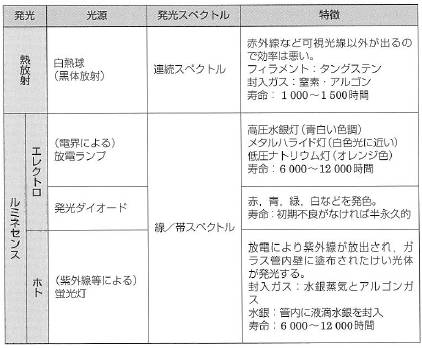 発光
光源
発光スペクトル
特徴
熱放射
白熱球
(黒体放射)
連続スペクトル
赤外線など可視光線以外が出るの
で効率は悪い。
フィラメント：タングステン
封入ガス：窒素・アルゴン
寿命：1 000～1 500時間
ルミネセンス
エレクトロ
(電界による)
放電ランプ
線／帯スペクトル
高圧水銀灯(青白い色調)
メタルハライド灯(白色光に近い)
低圧ナトリウム灯(オレンジ色)
寿命：6 000～12 000時間
発光ダイオード
赤，青，緑，白などを発色。
寿命：初期不良がなければ半永久的
ホト
(紫外線等による)
蛍光灯
放電により紫外線が放出され，ガ
ラス管内壁に塗布されたけい光体
が発光する。
封入ガス：水銀蒸気とアルゴンガ
ス
水銀：管内に液滴水銀を封入
寿命：6 000～12 000時間